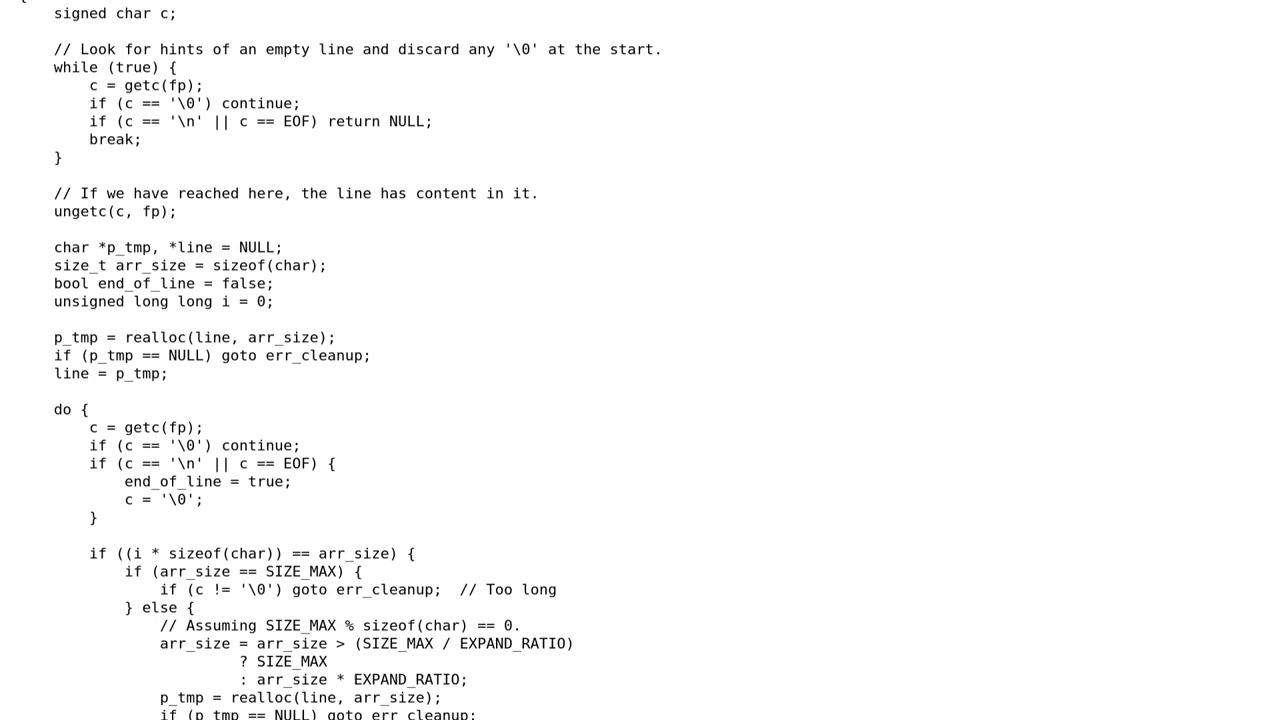 {
signed char c;
// Look for hints of an empty line and discard any '\0' at the start.
while (true) {
c = getc(fp);
if (c == '\0') continue;
if (c == '\n' || c == EOF) return NULL;
break;
}
// If we have reached here, the line has content in it.
ungetc(c, fp);
char *p_tmp, *line = NULL;
size_t arr_size = sizeof(char);
bool end_of_line = false;
unsigned long long i = 0;
p_tmp = realloc(line, arr_size);
if (p_tmp == NULL) goto err_cleanup;
line = p_tmp;
do {
c = getc(fp);
if (c == '\0') continue;
if (c == '\n' || c == EOF) {
end_of_line = true;
c = '\0';
}
if ((i * sizeof(char)) == arr_size) {
if (arr_size == SIZE_MAX) {
if (c != '\0') goto err_cleanup;  // Too long
} else {
// Assuming SIZE_MAX % sizeof(char) == 0.
arr_size = arr_size > (SIZE_MAX / EXPAND_RATIO)
? SIZE_MAX
: arr_size * EXPAND_RATIO;
p_tmp = realloc(line, arr_size);
if (p_tmp == NULL) goto err_cleanup;